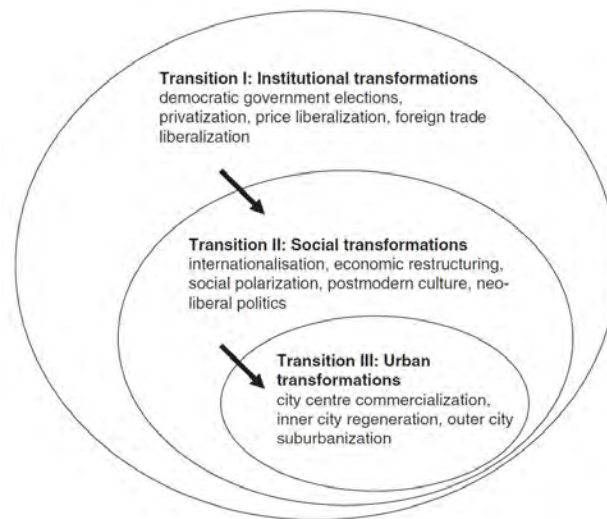 Transition I: Institutional transformations
democratic government elections,
privatization, price liberalization, foreign trade
liberalization
Transition II: Social transformations
internationalisation, economic restructuring,
social polarization, postmodern culture, neo-
liberal politics
Transition III: Urban
transformations
city centre commercialization,
inner city regeneration, outer city
suburbanization